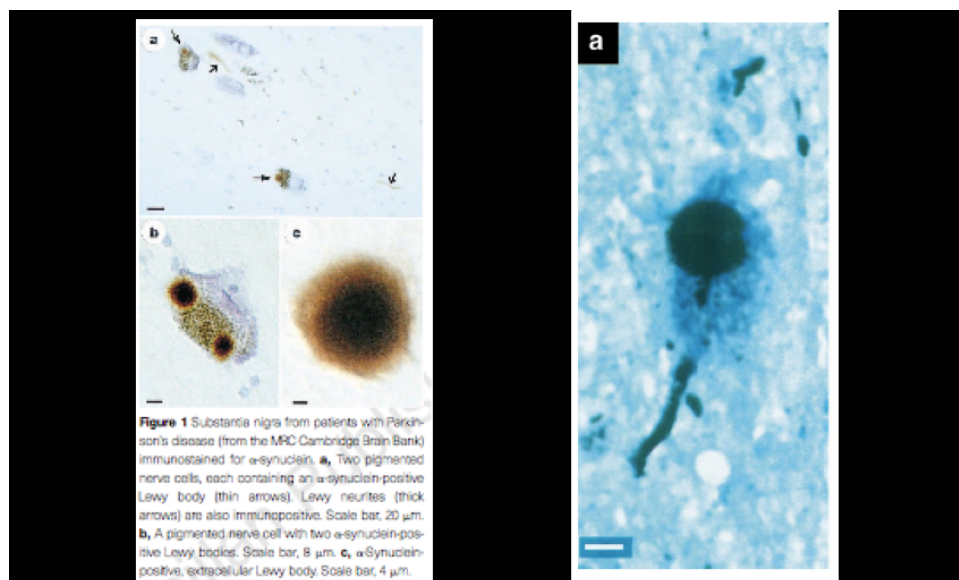 a
b
c
Figure 1 Substantia nigra from patients with Parkin-
son's disease (from the MRC Cambridge Brain Bank)
immunostained for α-synuclein. a, Two pigmented
nerve cells, each containing an α-synuclein-positive
Lewy body (thin arrows). Lewy neurites (thick
arrows) are also immunopositive. Scale bar, 20 μm.
b, A pigmented nerve cell with two α-synuclein-pos-
itive Lewy bodies. Scale bar, 8 μm. c, α-Synuclein-
positive, extracellular Lewy body. Scale bar, 4 μm.
a